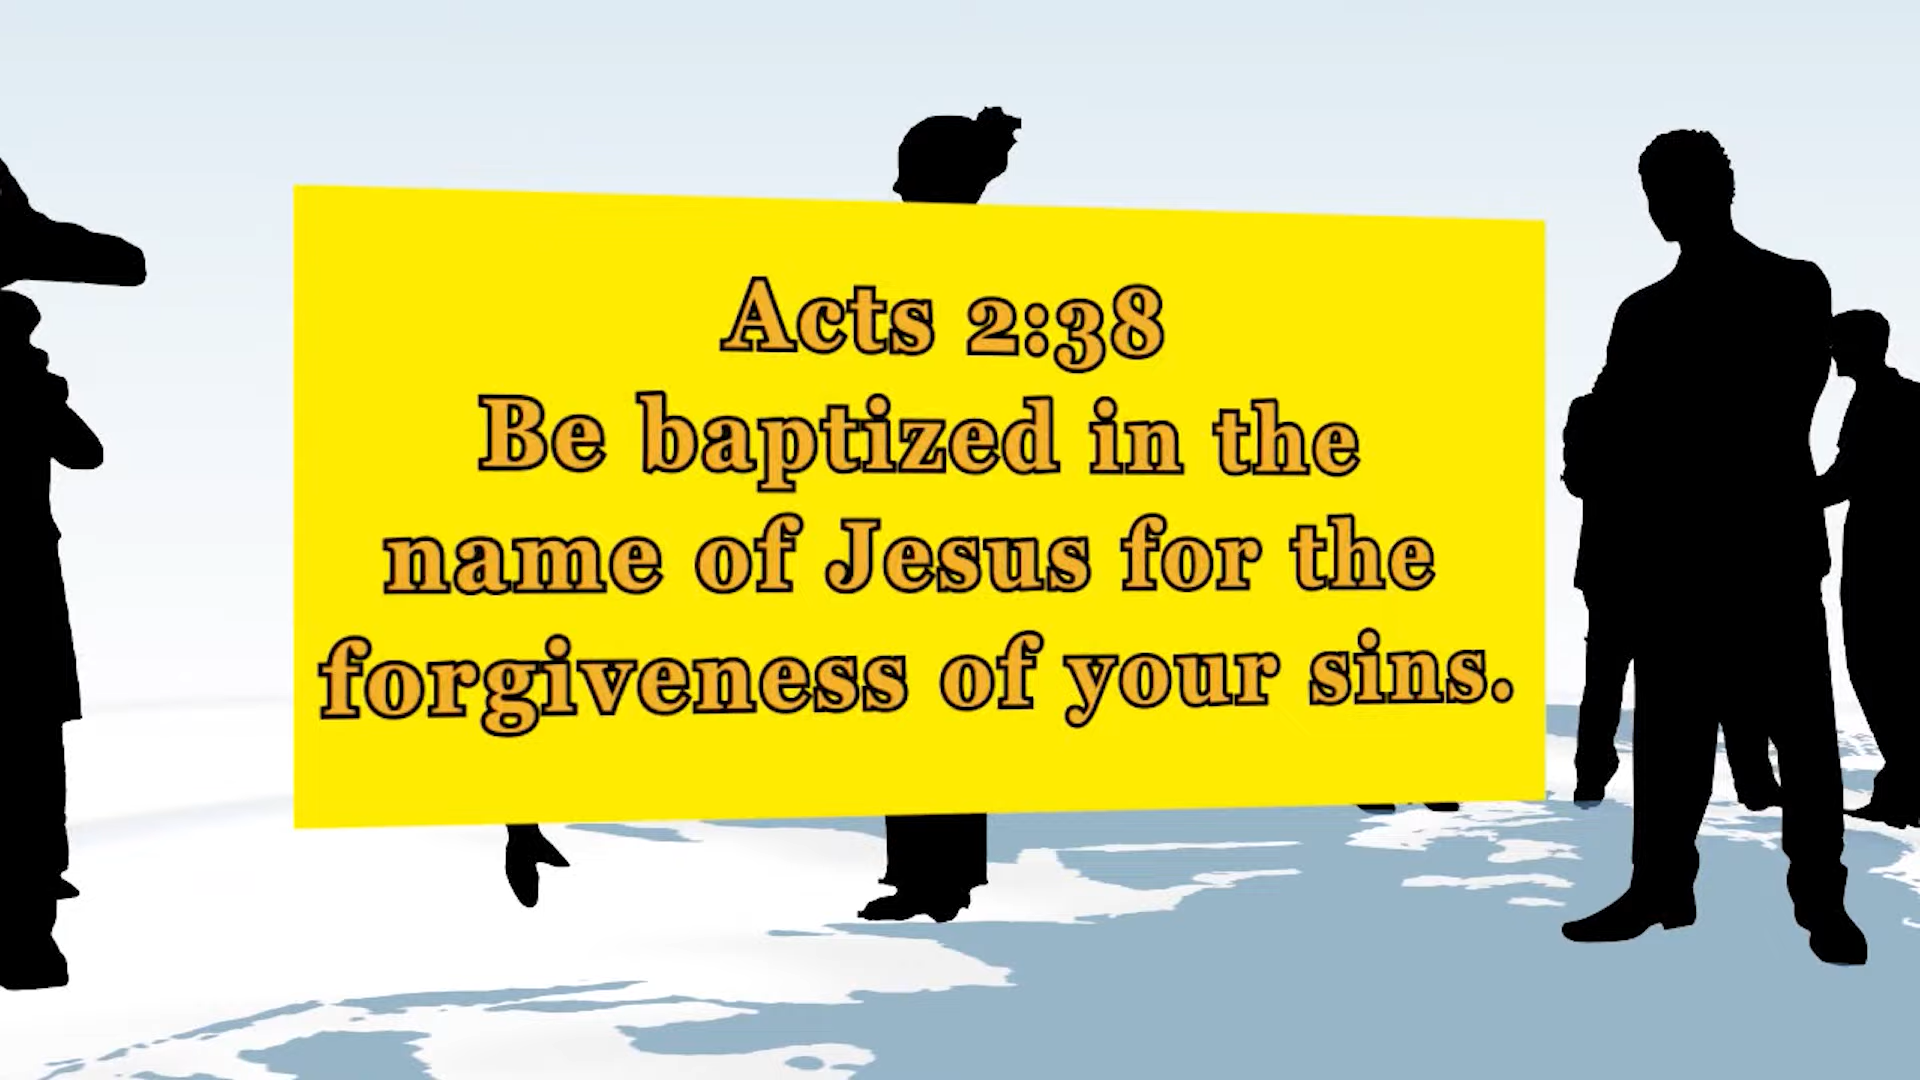 Acts 2:38
Be baptized in the
name of Jesus for the
forgiveness of your sins.